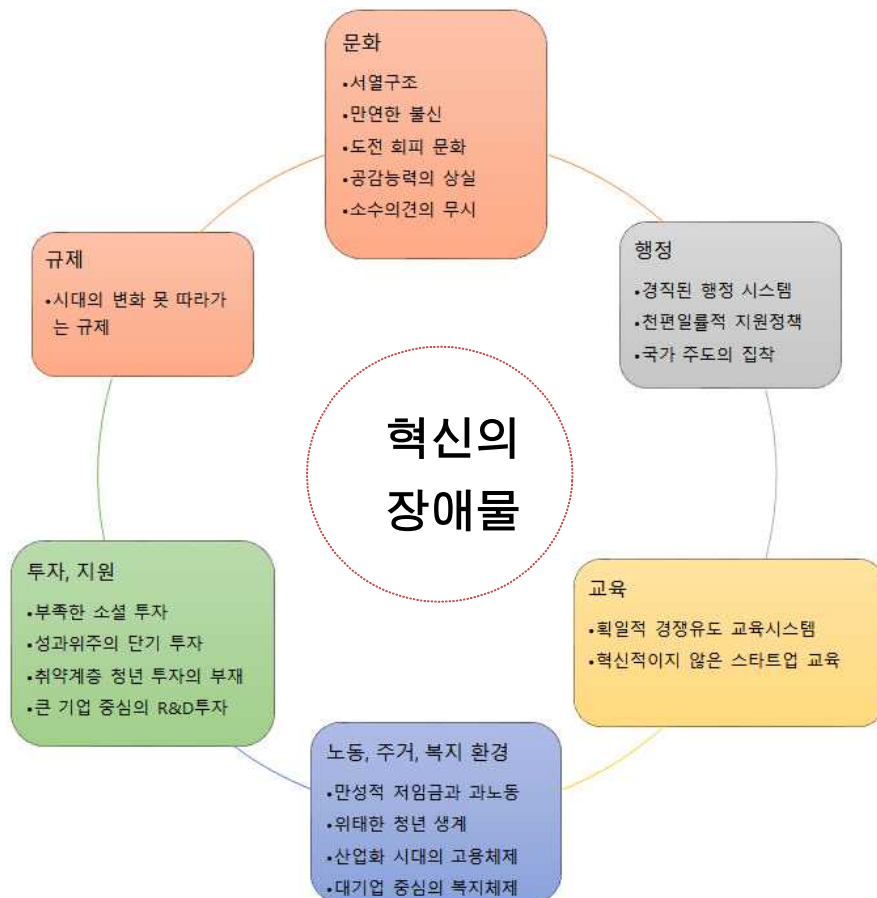 문화
•서열구조
•만연한 불신
•도전 회피 문화
•공감능력의 상실
•소수의견의 무시
행정
•경직된 행정 시스템
•천편일률적 지원정책
•국가 주도의 집착
교육
•획일적 경쟁유도 교육시스템
•혁신적이지 않은 스타트업 교육
노동, 주거, 복지 환경
•만성적 저임금과 과노동
•위태한 청년 생계
•산업화 시대의 고용체제
•대기업 중심의 복지체제
투자, 지원
•부족한 소셜 투자
•성과위주의 단기 투자
•취약계층 청년 투자의 부재
•큰 기업 중심의 R&D투자
규제
•시대의 변화 못 따라가
는 규제
혁신의
장애물